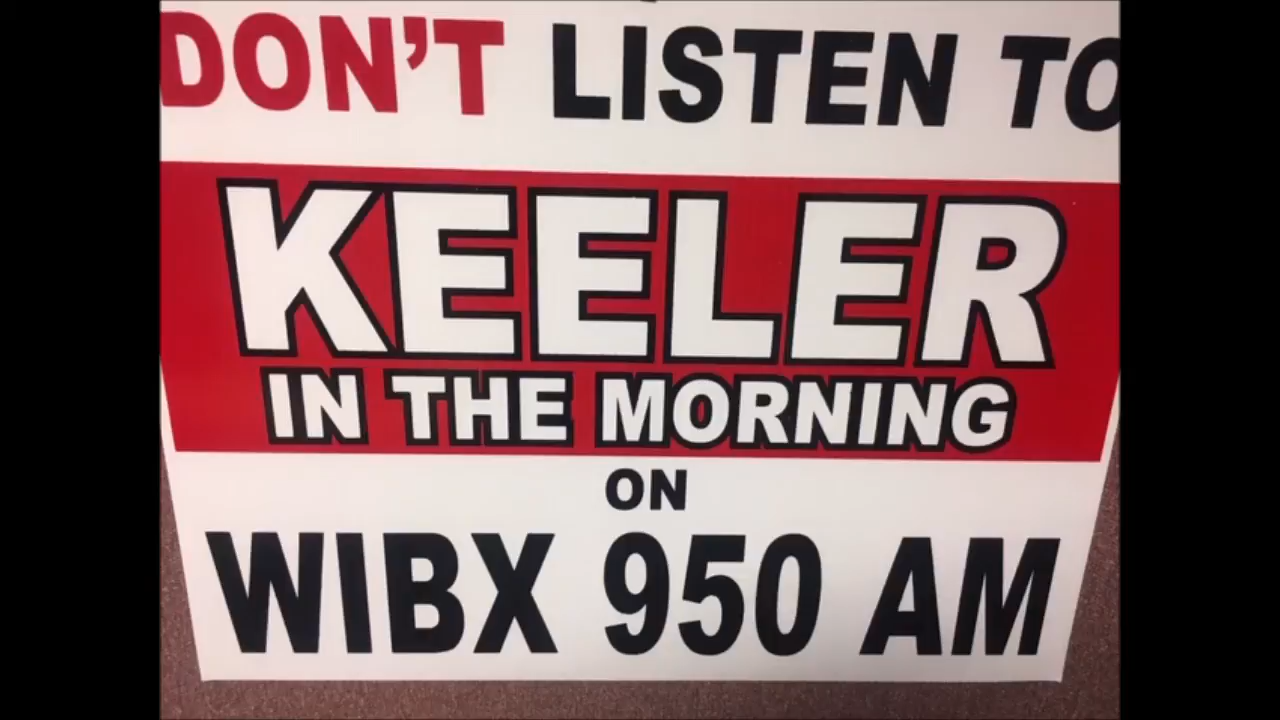 DON'T LISTEN TO
KEELER
IN THE MORNING
ON
WIBX 950 AM